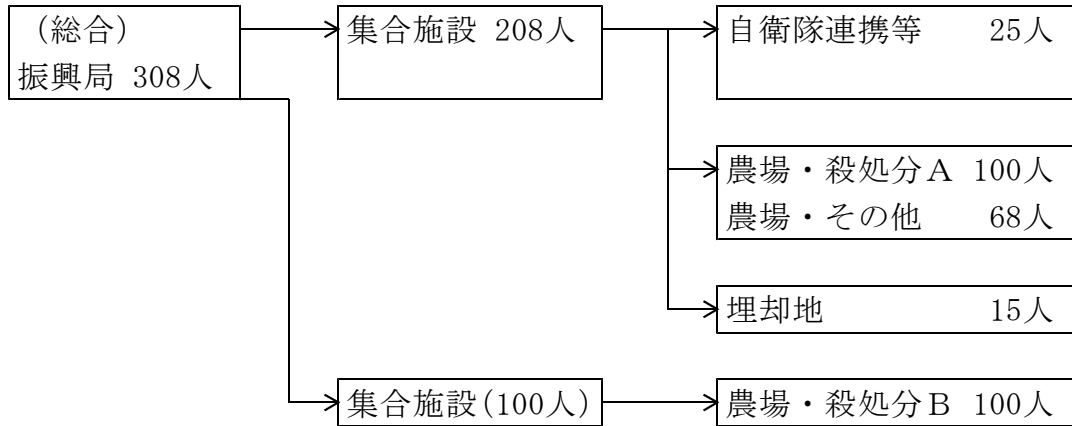 （総合）
振興局 308人
集合施設 208人
自衛隊連携等 25人
農場・殺処分Ａ 100人
農場・その他 68人
埋却地 15人
集合施設(100人)
農場・殺処分Ｂ 100人